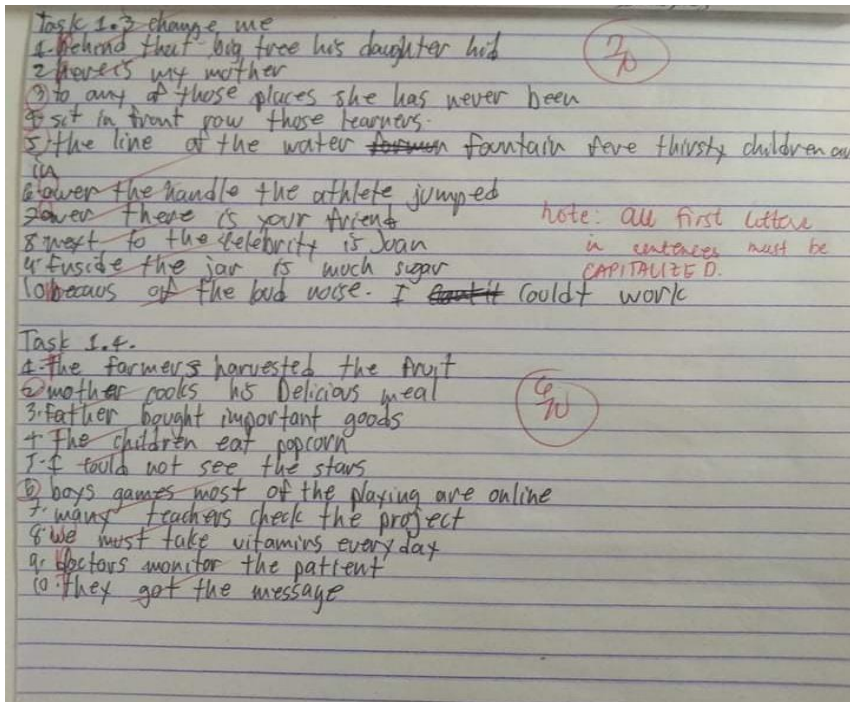 Task 1.3 change me
1. Behind that big tree his daughter hid
7/10
2 here is my mother
3 to any of those places she has never been
4 sit in front row those learners.
5 the line of the water fountain five thirsty children are
in
6 ower the handle the athlete jumped
7 over there is your friend
note: all first letters
8 next to the celebrity is Joan
in sentences must be
9. Inside the jar is much sugar
CAPITALIZED.
10 becaus of the loud noise. I couldt work
Task 1.4.
1. the farmers harvested the fruit
2 mother cooks his Delicious meal
6/10
3. father bought important goods
4. The children eat popcorn
5. I could not see the stars
6 boys games most of the playing are online
7. many teachers check the project
8. we must take vitamins everyday
9. doctors monitor the patient
10. they got the message